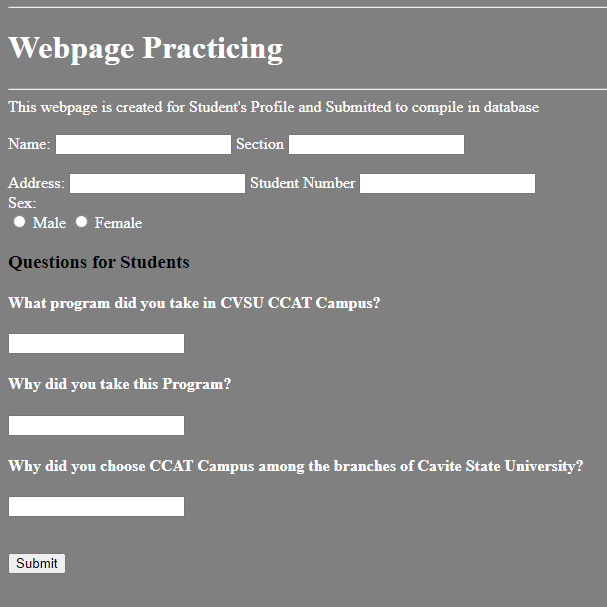 Webpage Practicing
This webpage is created for Student's Profile and Submitted to compile in database
Name: Section
Address: Student Number
Sex:
Male Female
Questions for Students
What program did you take in CVSU CCAT Campus?
Why did you take this Program?
Why did you choose CCAT Campus among the branches of Cavite State University?
Submit